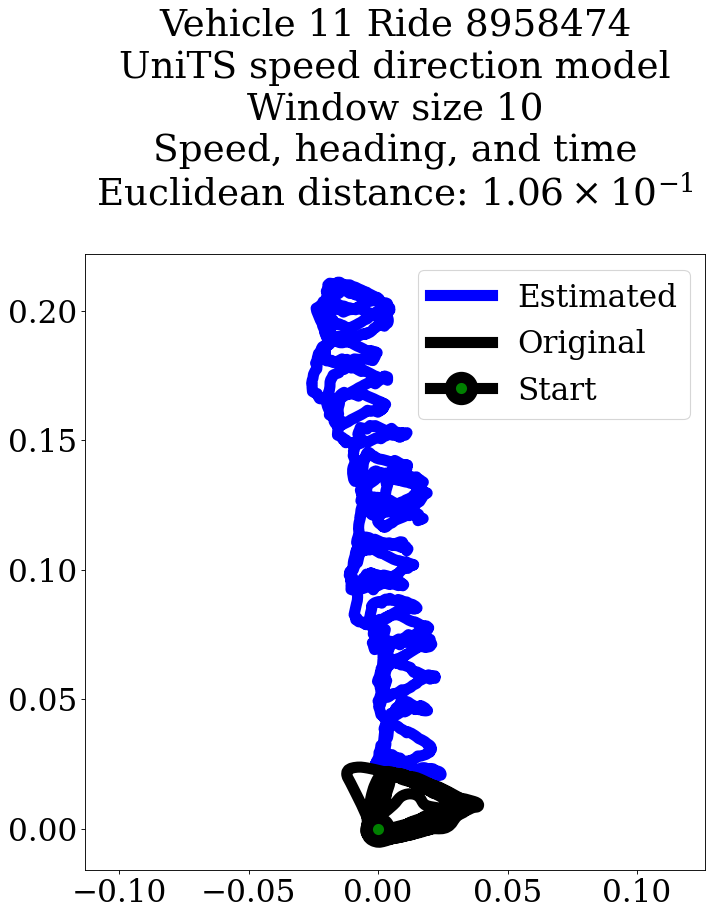 Vehicle 11 Ride 8958474
UniTS speed direction model
Window size 10
Speed, heading, and time
Euclidean distance: 1.06 × 10⁻¹
Estimated
Original
Start
0.20
0.15
0.10
0.05
0.00
−0.10 −0.05 0.00 0.05 0.10